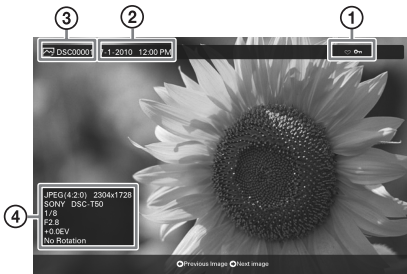 ③ ② ①
DSC00001 7-1-2010 12:00 PM
④
JPEG(4:2:0) 2304x1728
SONY DSC-T50
1/8
F2.8
+0.0EV
No Rotation
Previous Image Next image